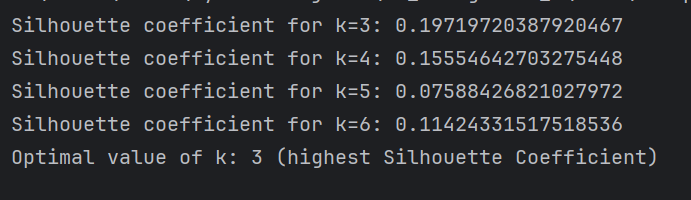 Silhouette coefficient for k=3: 0.19719720387920467
Silhouette coefficient for k=4: 0.15554642703275448
Silhouette coefficient for k=5: 0.07588426821027972
Silhouette coefficient for k=6: 0.11424331517518536
Optimal value of k: 3 (highest Silhouette Coefficient)